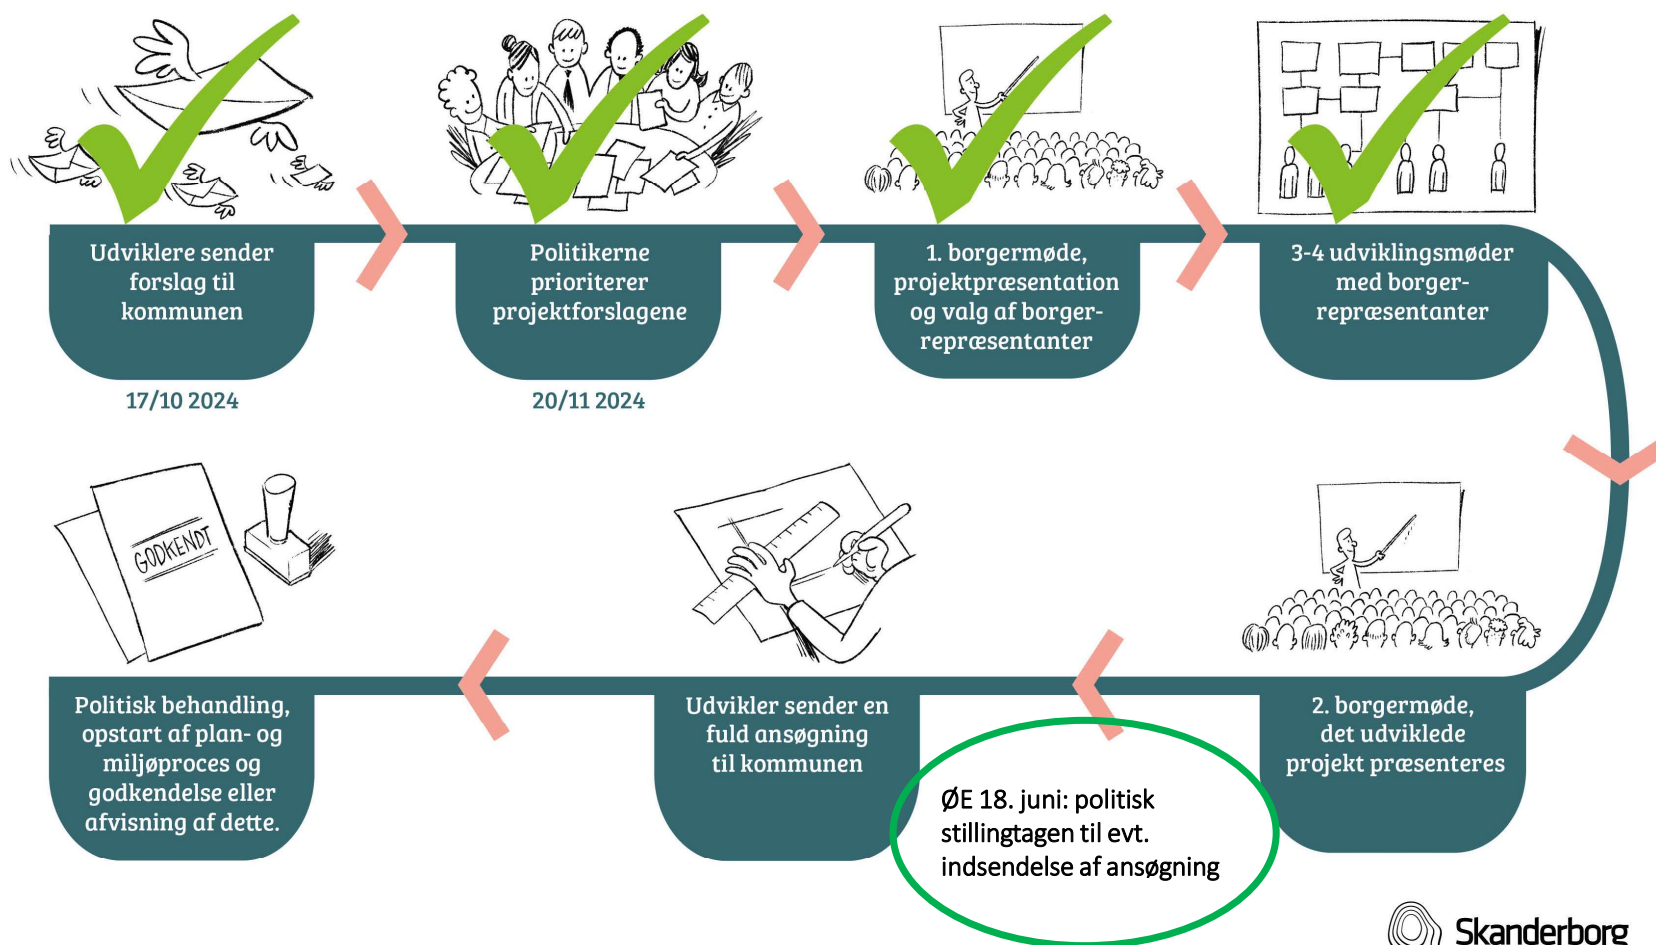 Udviklere sender
forslag til
kommunen
17/10 2024
Politikerne
prioriterer
projektforslagene
20/11 2024
1. borgermøde,
projektpræsentation
og valg af borger-
repræsentanter
3-4 udviklingsmøder
med borger-
repræsentanter
2. borgermøde,
det udviklede
projekt præsenteres
ØE 18. juni: politisk
stillingtagen til evt.
indsendelse af ansøgning
Udvikler sender en
fuld ansøgning
til kommunen
GODKENDT
Politisk behandling,
opstart af plan- og
miljøproces og
godkendelse eller
afvisning af dette.
Skanderborg